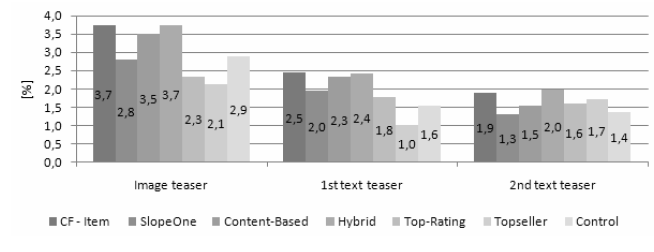 4,0
3,5
3,0
2,5
2,0
1,5
1,0
0,5
0,0
[%]
3,7 2,8 3,5 3,7 2,3 2,1 2,9
2,5 2,0 2,3 2,4 1,8 1,0 1,6
1,9 1,3 1,5 2,0 1,6 1,7 1,4
Image teaser 1st text teaser 2nd text teaser
CF - Item SlopeOne Content-Based Hybrid Top-Rating Topseller Control